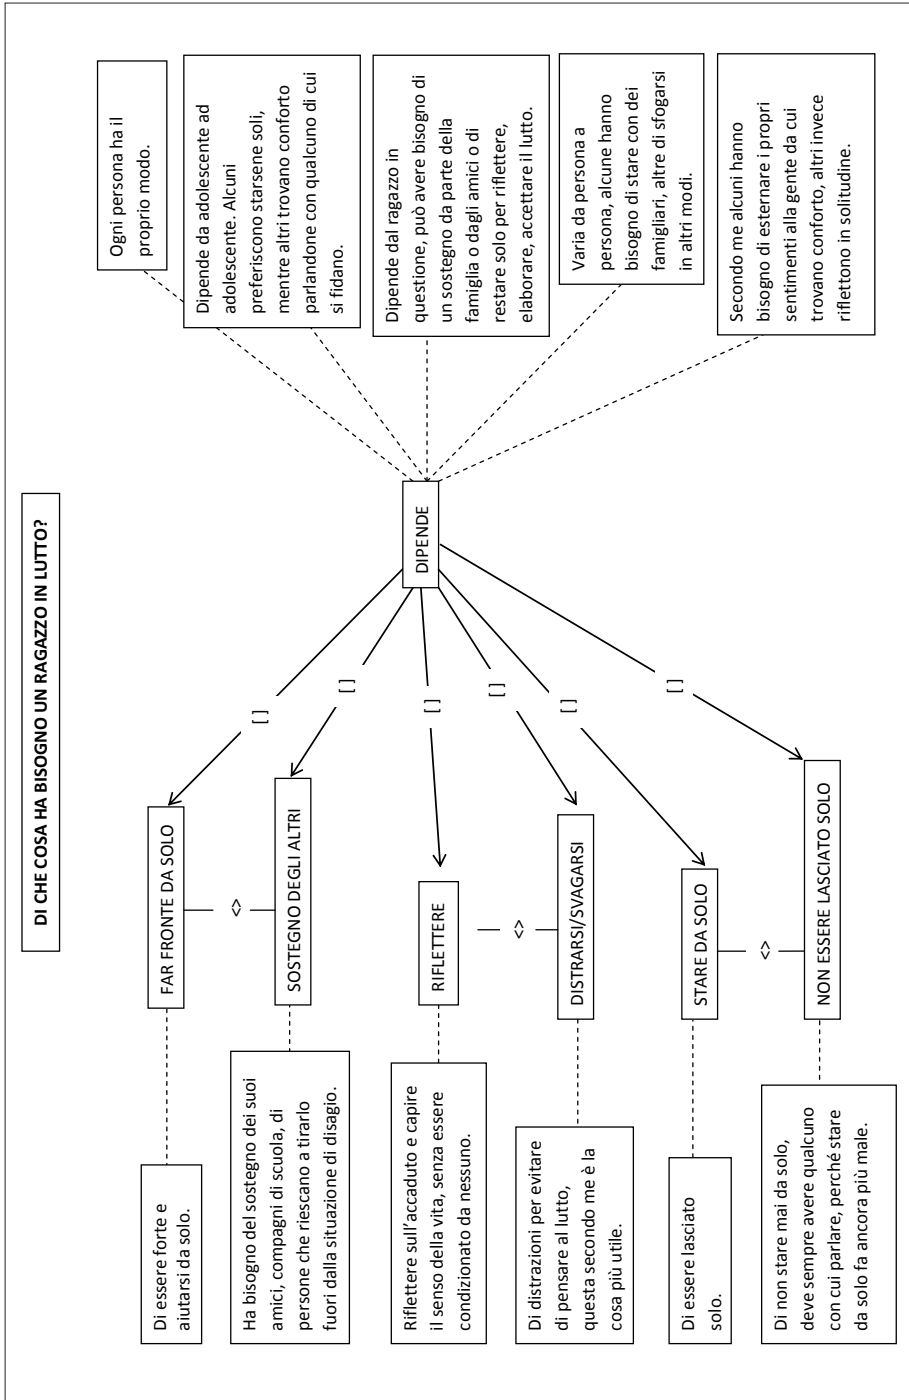 DI CHE COSA HA BISOGNO UN RAGAZZO IN LUTTO?
Di essere forte e
aiutarsi da solo.
FAR FRONTE DA SOLO
<>
Ha bisogno del sostegno dei suoi
amici, compagni di scuola, di
persone che riescano a tirarlo
fuori dalla situazione di disagio.
SOSTEGNO DEGLI ALTRI
Riflettere sull’accaduto e capire
il senso della vita, senza essere
condizionato da nessuno.
RIFLETTERE
<>
Di distrazioni per evitare
di pensare al lutto,
questa secondo me è la
cosa più utile.
DISTRARSI/SVAGARSI
Di essere lasciato
solo.
STARE DA SOLO
<>
Di non stare mai da solo,
deve sempre avere qualcuno
con cui parlare, perché stare
da solo fa ancora più male.
NON ESSERE LASCIATO SOLO
[ ]
[ ]
[ ]
[ ]
[ ]
[ ]
DIPENDE
Ogni persona ha il
proprio modo.
Dipende da adolescente ad
adolescente. Alcuni
preferiscono starsene soli,
mentre altri trovano conforto
parlandone con qualcuno di cui
si fidano.
Dipende dal ragazzo in
questione, può avere bisogno di
un sostegno da parte della
famiglia o dagli amici o di
restare solo per riflettere,
elaborare, accettare il lutto.
Varia da persona a
persona, alcune hanno
bisogno di stare con dei
famigliari, altre di sfogarsi
in altri modi.
Secondo me alcuni hanno
bisogno di esternare i propri
sentimenti alla gente da cui
trovano conforto, altri invece
riflettono in solitudine.